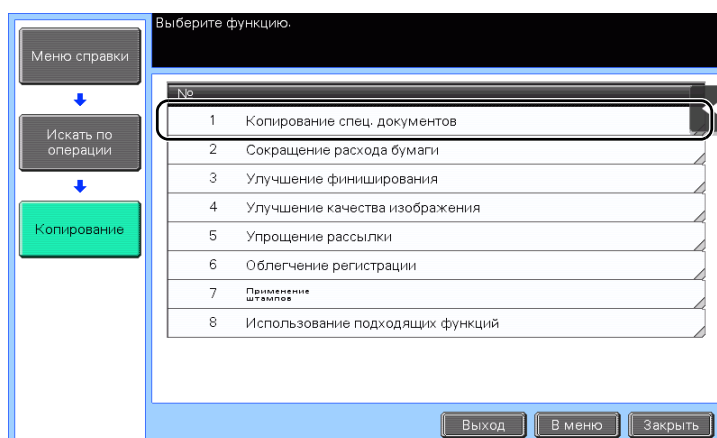 Выберите функцию.
Меню справки
Искать по
операции
Копирование
№
1 Копирование спец. документов
2 Сокращение расхода бумаги
3 Улучшение финиширования
4 Улучшение качества изображения
5 Упрощение рассылки
6 Облегчение регистрации
7 Применение
штампов
8 Использование подходящих функций
Выход В меню Закрыть